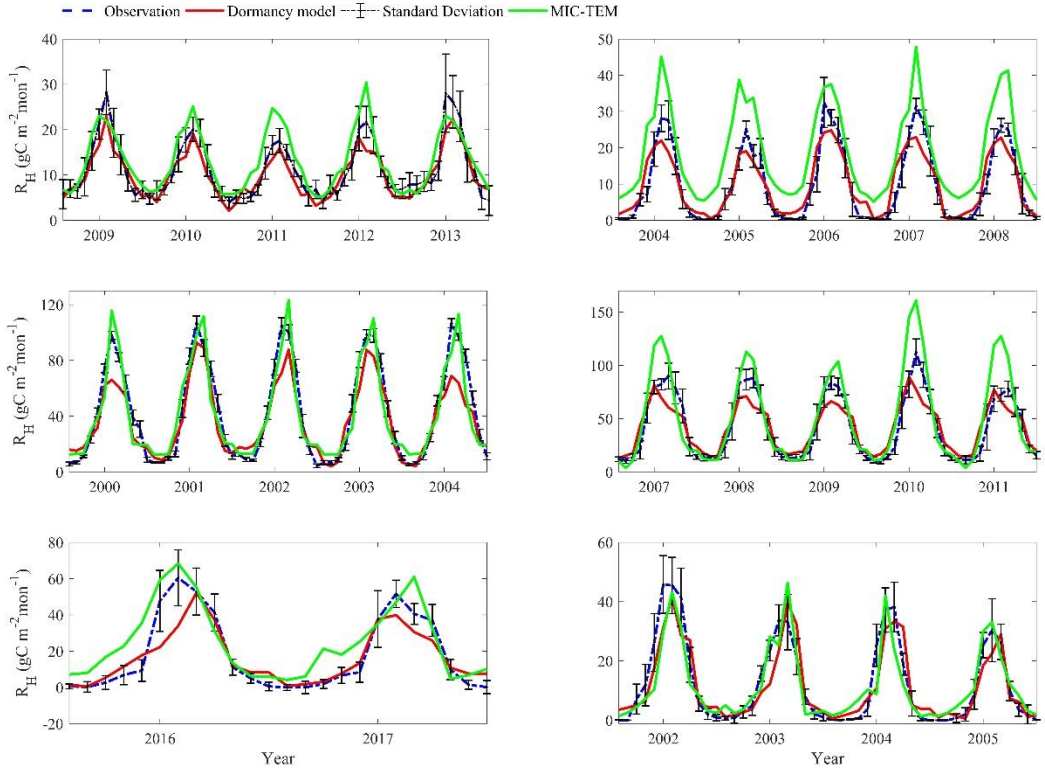 Observation Dormancy model Standard Deviation MIC-TEM
40
30
20
10
0
R_H (gC m⁻²mon⁻¹)
2009 2010 2011 2012 2013
50
40
30
20
10
0
2004 2005 2006 2007 2008
120
80
40
0
R_H (gC m⁻²mon⁻¹)
2000 2001 2002 2003 2004
150
100
50
0
2007 2008 2009 2010 2011
80
60
40
20
0
-20
R_H (gC m⁻²mon⁻¹)
2016 2017
Year
60
40
20
0
2002 2003 2004 2005
Year